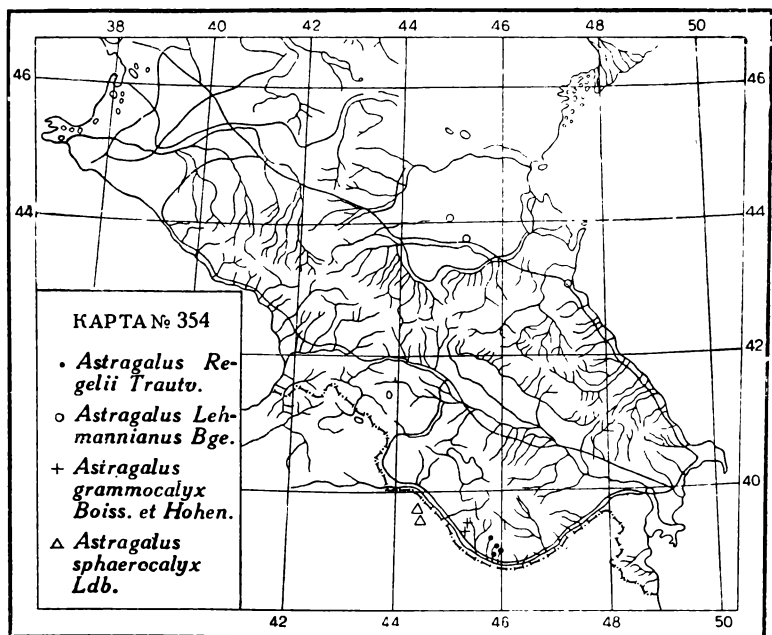 38 40 42 44 46 48 50
46 46
44 44
КАРТА № 354
• Astragalus Re-
gelii Trautv.
○ Astragalus Leh-
mannianus Bge.
+ Astragalus
grammocalyx
Boiss. et Hohen.
△ Astragalus
sphaerocalyx
Ldb.
42
40
42 44 46 48 50